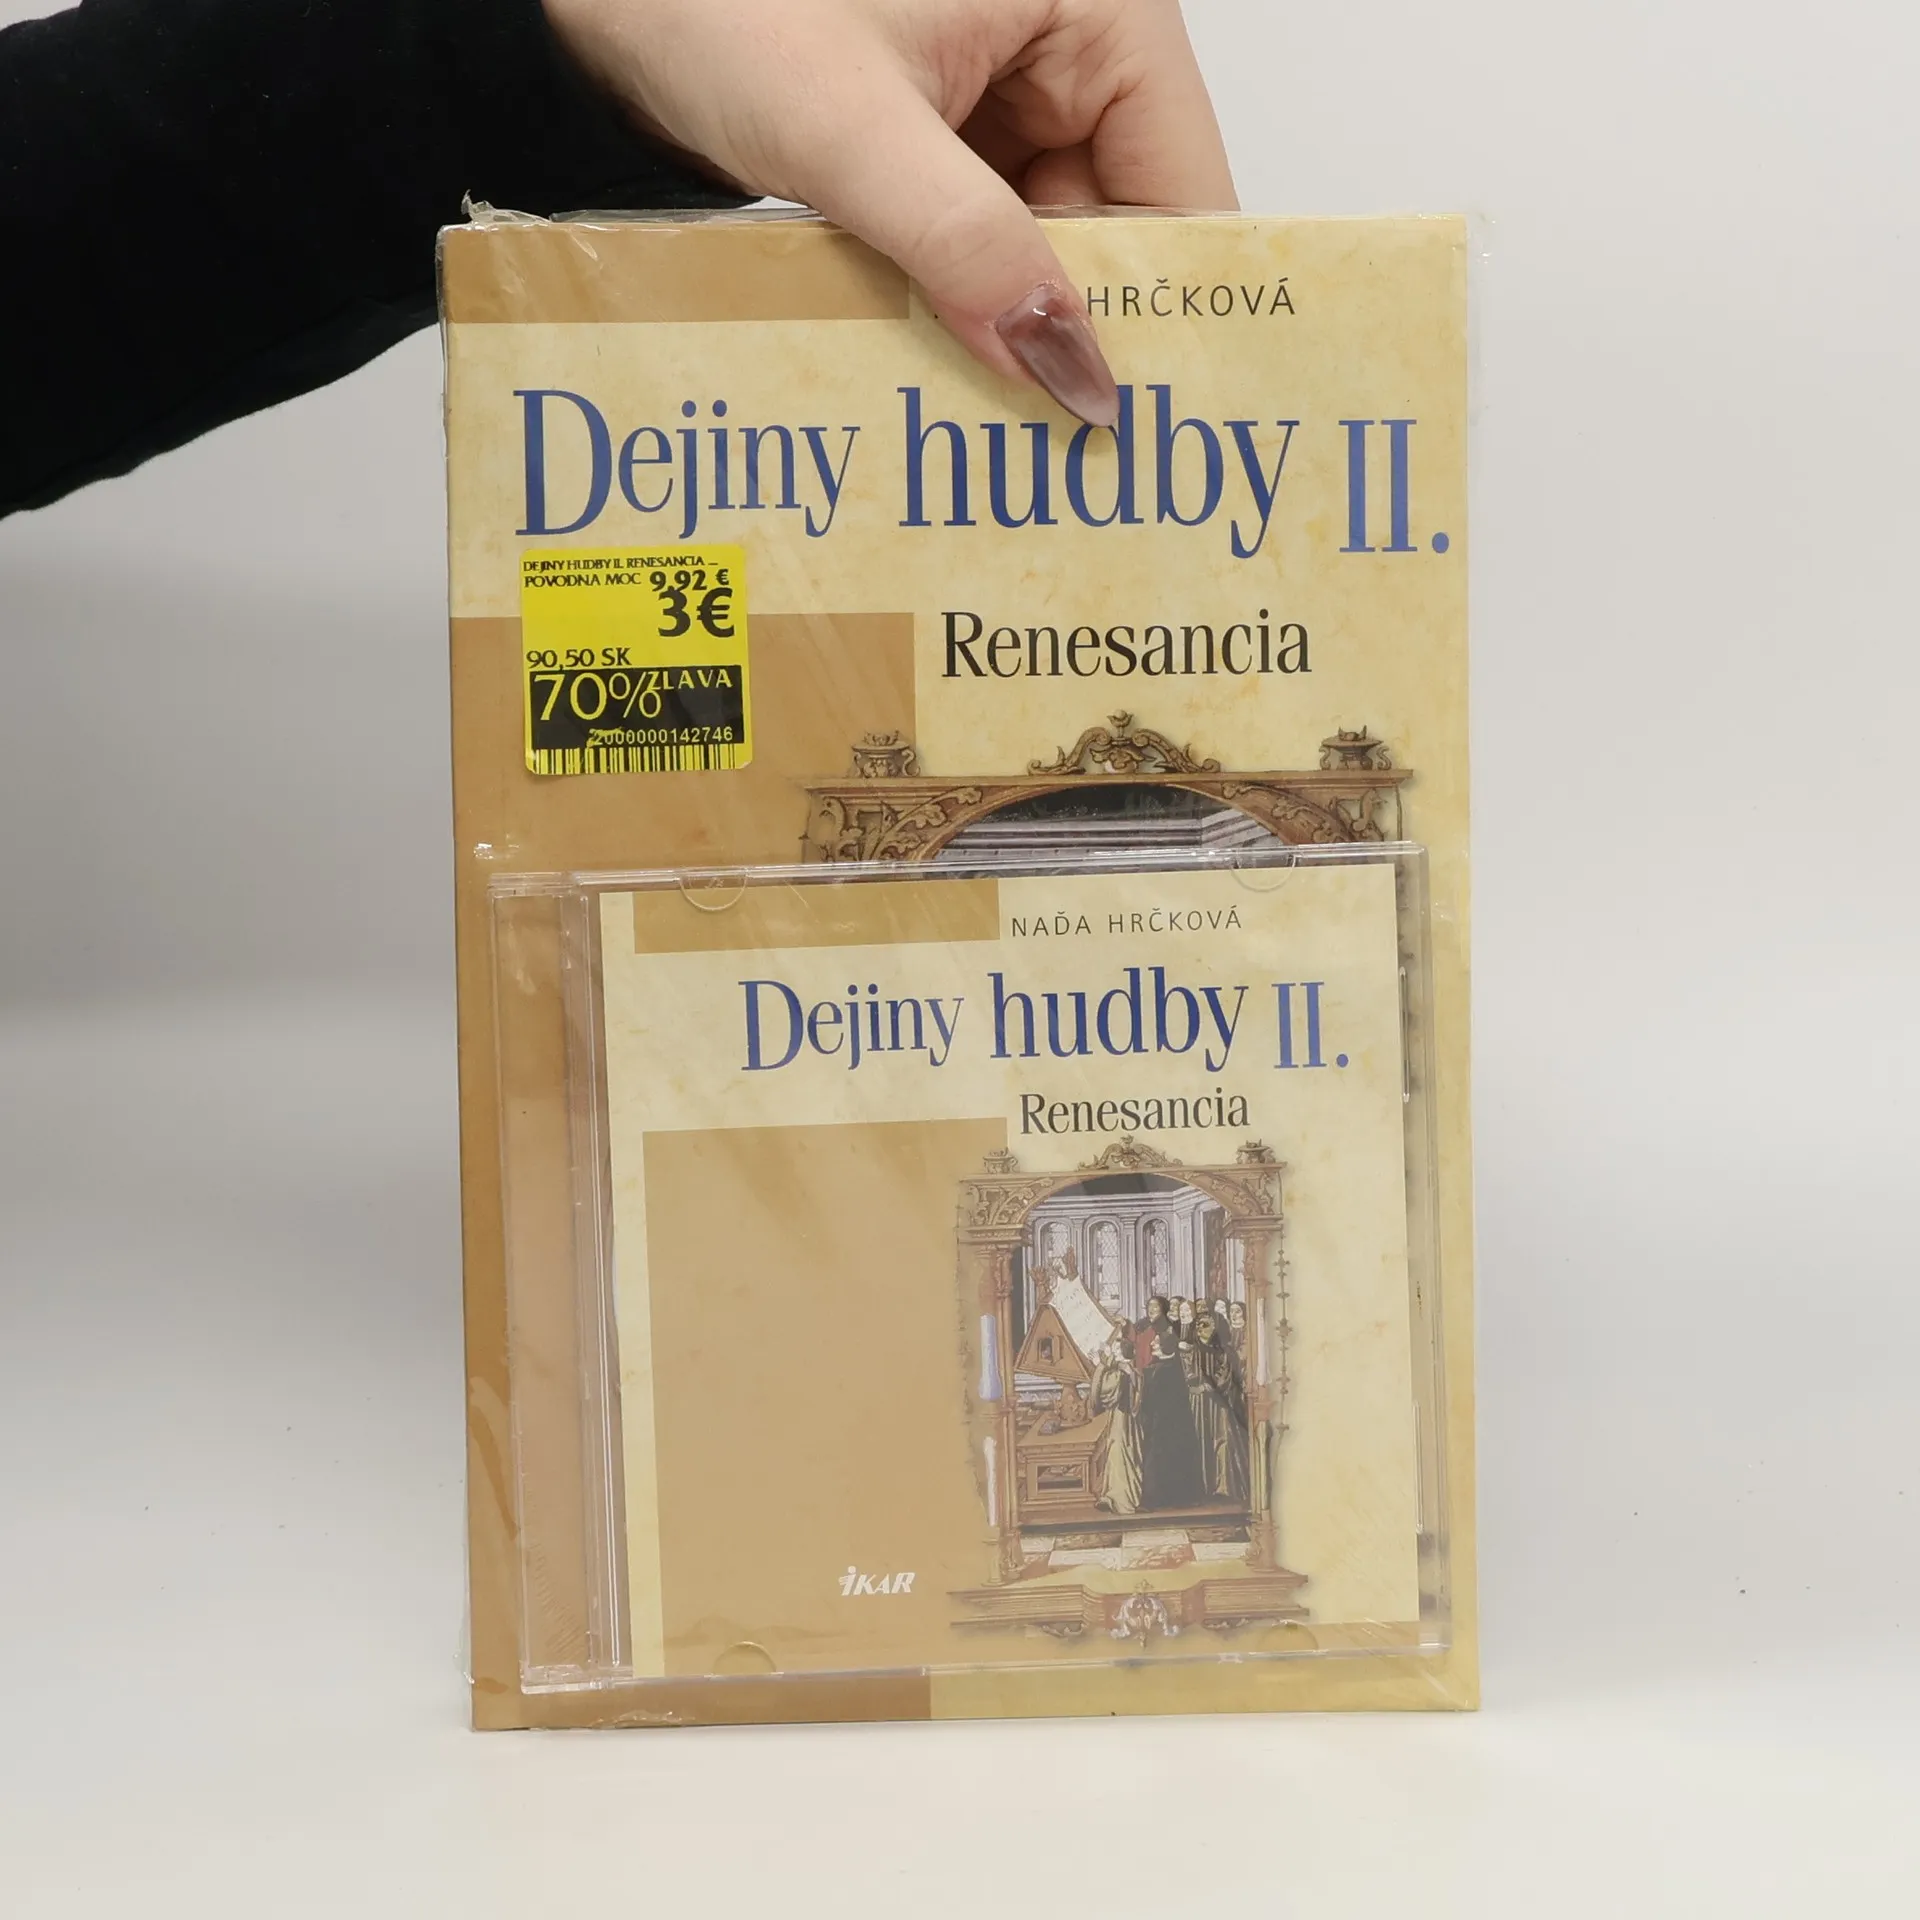 HRČKOVÁ
Dejiny hudby II.
DEJINY HUDBY II. RENESANCIA ...
POVODNA MOC 9,92 €
3€
90,50 SK
70% ZLAVA
2000000142746
Renesancia
NAĎA HRČKOVÁ
Dejiny hudby II.
Renesancia
IKAR